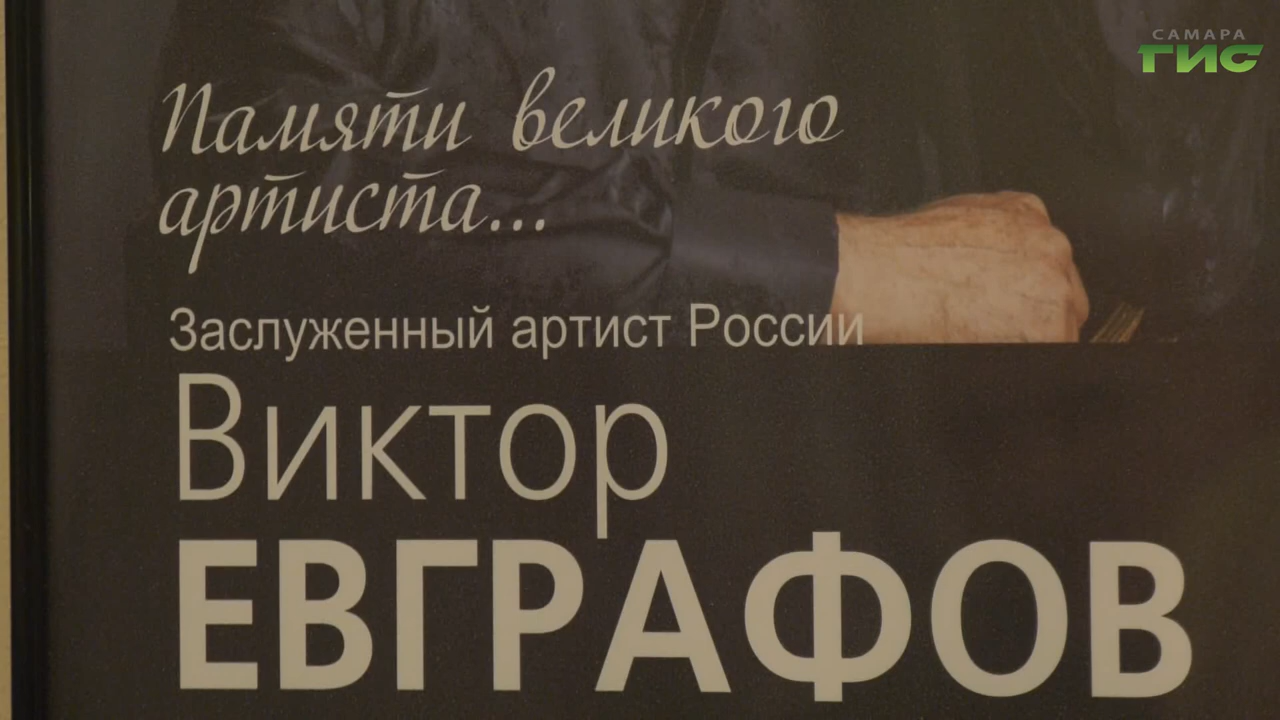 САМАРА
ГИС
Памяти великого
артиста...
Заслуженный артист России
Виктор
ЕВГРАФОВ